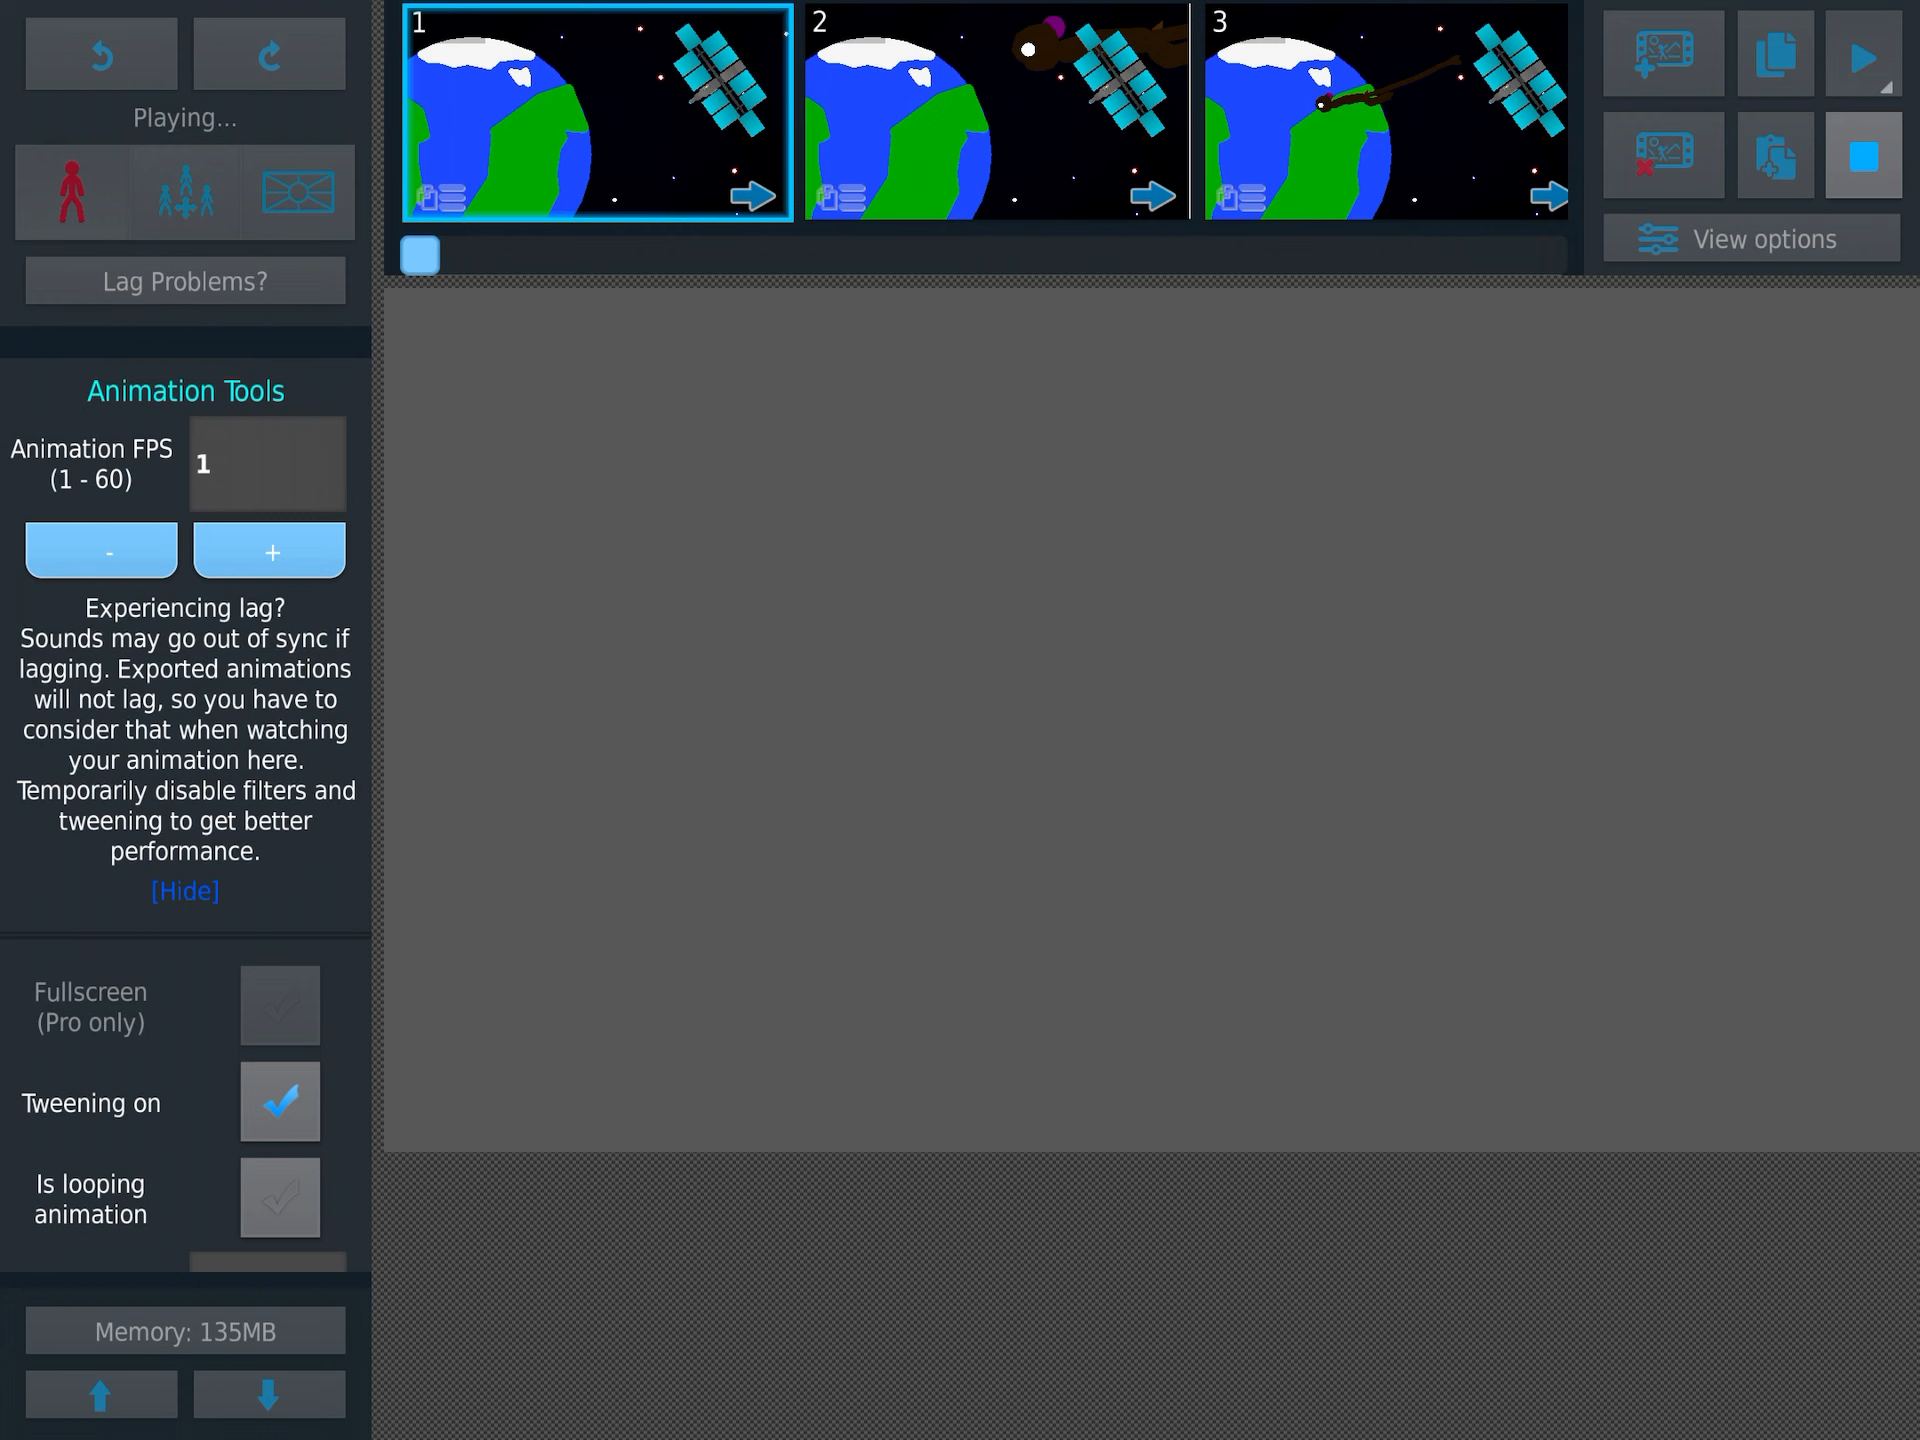 1
2
3
Playing...
Lag Problems?
View options
Animation Tools
Animation FPS
(1 - 60)
1
-
+
Experiencing lag?
Sounds may go out of sync if
lagging. Exported animations
will not lag, so you have to
consider that when watching
your animation here.
Temporarily disable filters and
tweening to get better
performance.
[Hide]
Fullscreen
(Pro only)
Tweening on
Is looping
animation
Memory: 135MB